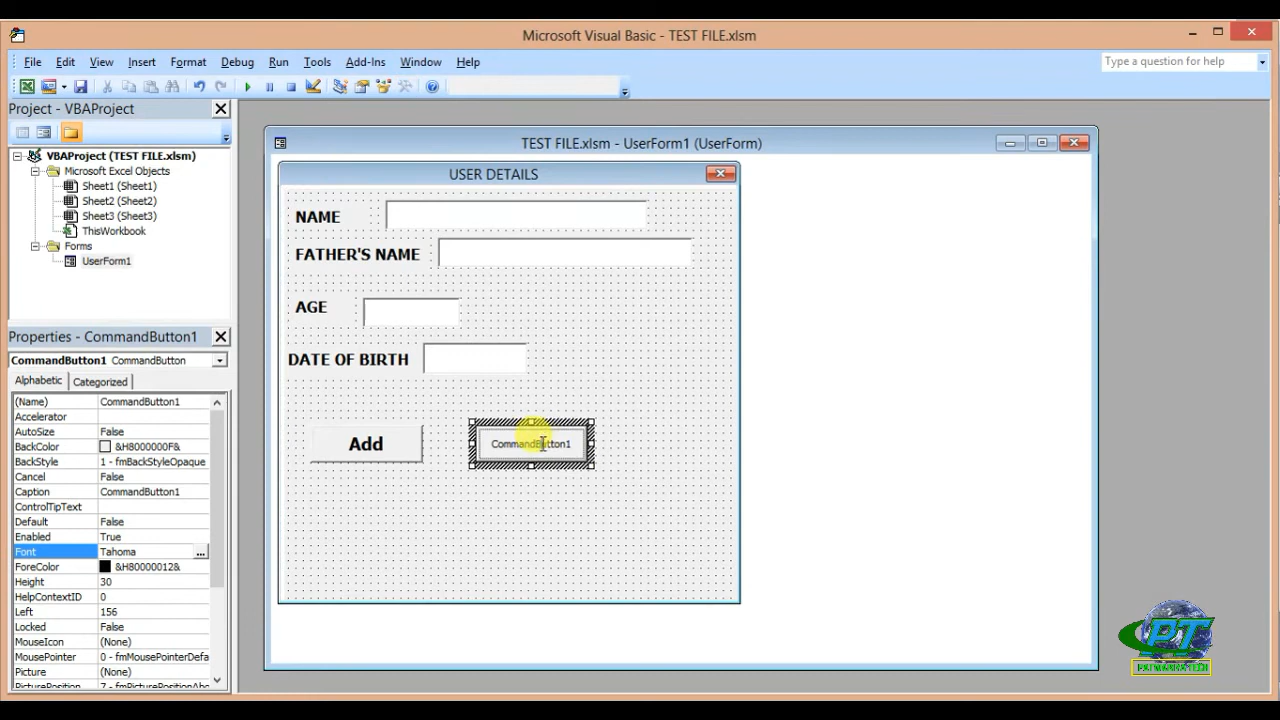 Microsoft Visual Basic - TEST FILE.xlsm
File Edit View Insert Format Debug Run Tools Add-Ins Window Help
Type a question for help
Project - VBAProject
VBAProject (TEST FILE.xlsm)
Microsoft Excel Objects
Sheet1 (Sheet1)
Sheet2 (Sheet2)
Sheet3 (Sheet3)
ThisWorkbook
Forms
UserForm1
Properties - CommandButton1
CommandButton1 CommandButton
Alphabetic Categorized
(Name) CommandButton1
Accelerator
AutoSize False
BackColor &H8000000F&
BackStyle 1 - fmBackStyleOpaque
Cancel False
Caption CommandButton1
ControlTipText
Default False
Enabled True
Font Tahoma ...
ForeColor &H80000012&
Height 30
HelpContextID 0
Left 156
Locked False
MouseIcon (None)
MousePointer 0 - fmMousePointerDefa
Picture (None)
PicturePosition 7 - fmPicturePositionAbo
TEST FILE.xlsm - UserForm1 (UserForm)
USER DETAILS
NAME
FATHER'S NAME
AGE
DATE OF BIRTH
Add
CommandButton1
PT